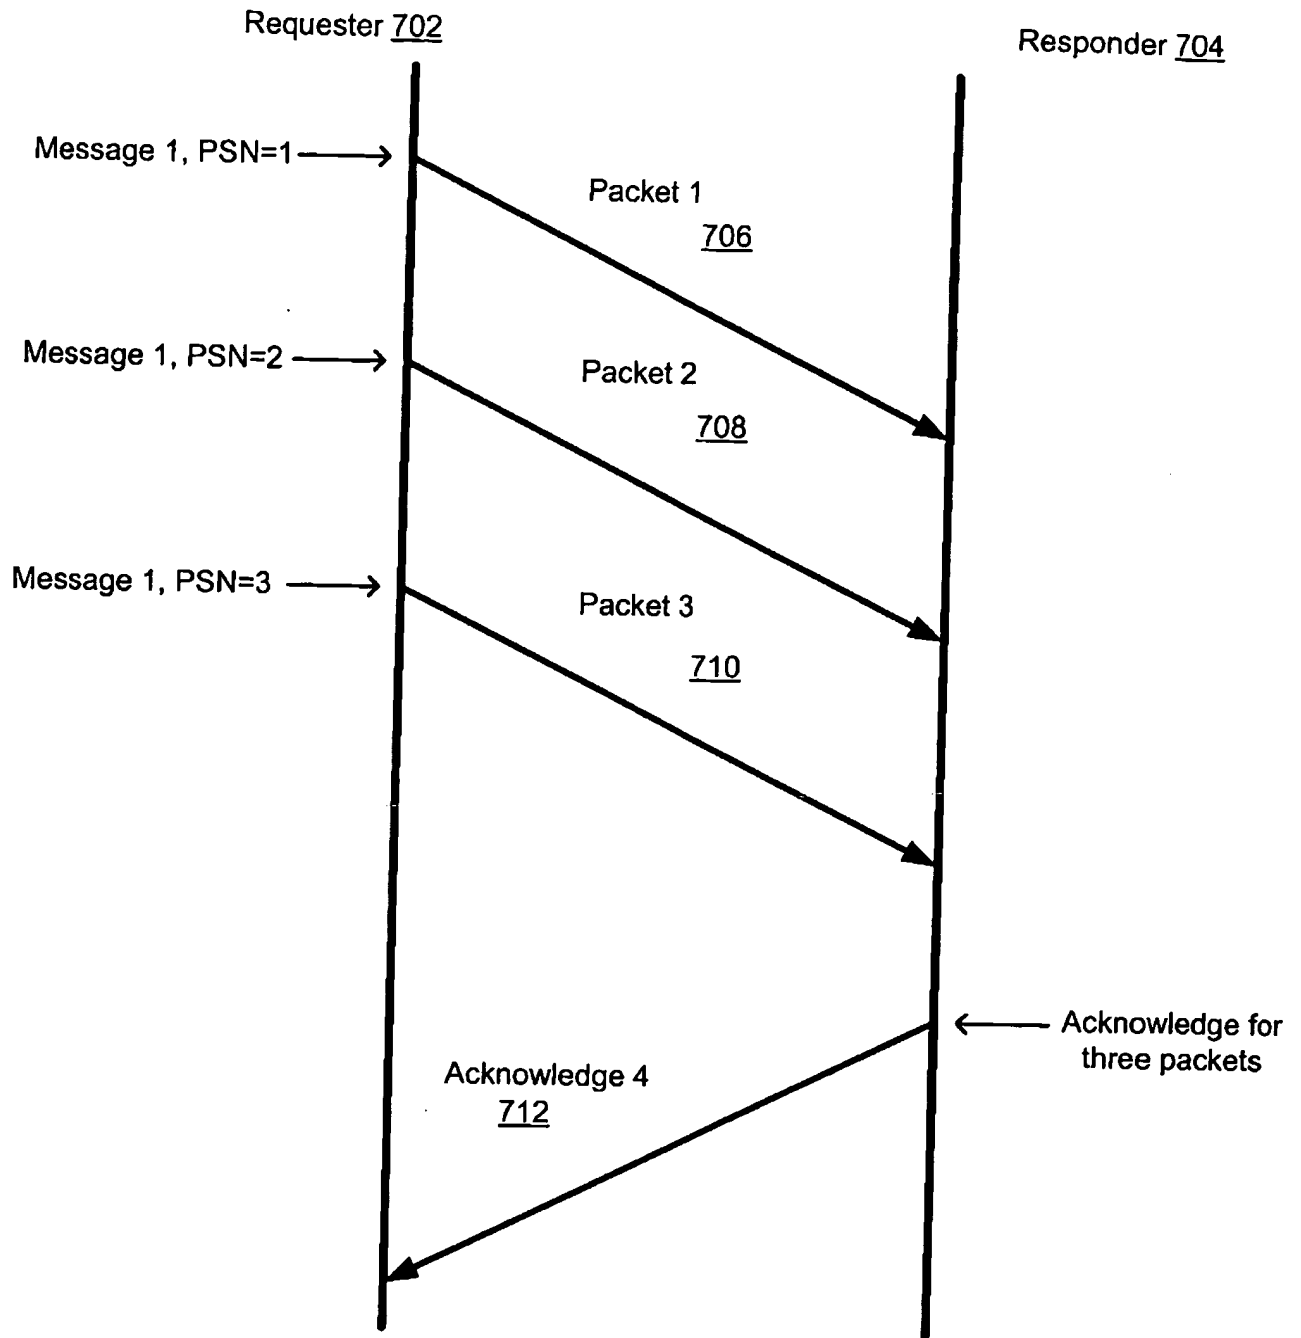 Requester 702
Responder 704
Message 1, PSN=1
Packet 1
706
Message 1, PSN=2
Packet 2
708
Message 1, PSN=3
Packet 3
710
Acknowledge for
three packets
Acknowledge 4
712